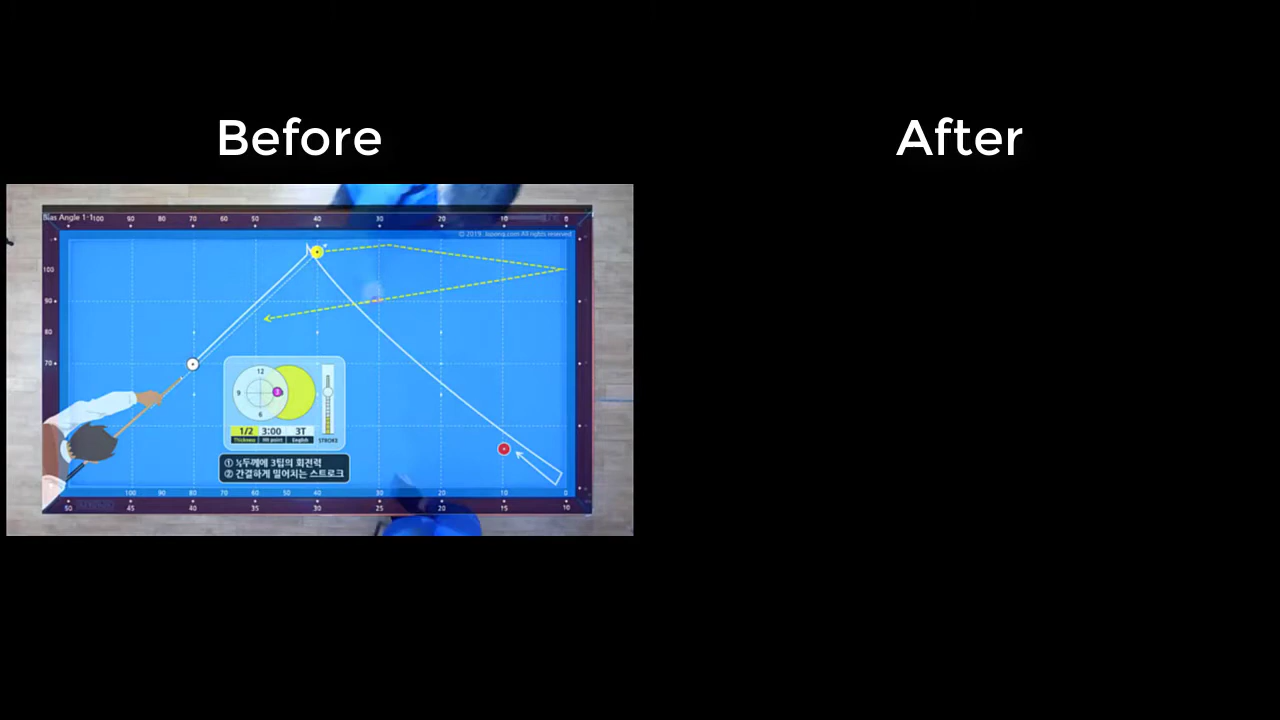 Before
After
Bias Angle 1-1
100 90 80 70 60 50 40 30 20 10 0
© 2019. Jupong.com All rights reserved
100
90
80
70
12
9
3
6
1/2 3:00 3T
Thickness Hit point English
STROKE
① ½두께에 3팁의 회전력
② 간결하게 밀어치는 스트로크
100 90 80 70 60 50 40 20 10 0
50 45 40 35 30 25 20 15 10